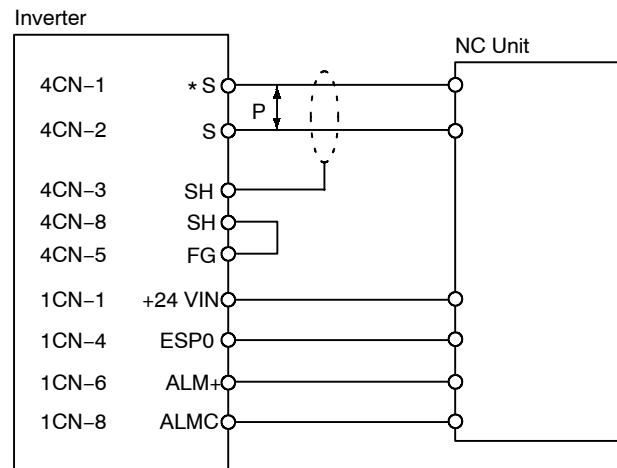 Inverter
NC Unit
4CN−1 * S
P
4CN−2 S
4CN−3 SH
4CN−8 SH
4CN−5 FG
1CN−1 +24 VIN
1CN−4 ESP0
1CN−6 ALM+
1CN−8 ALMC